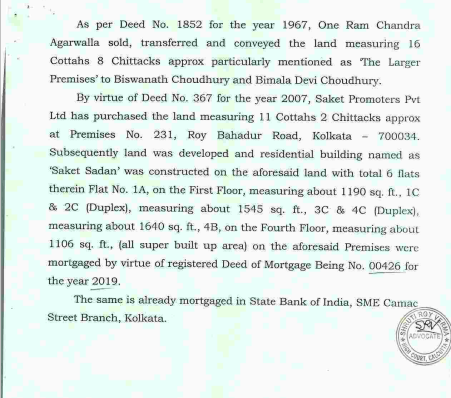 As per Deed No. 1852 for the year 1967, One Ram Chandra
Agarwalla sold, transferred and conveyed the land measuring 16
Cottahs 8 Chittacks approx particularly mentioned as 'The Larger
Premises' to Biswanath Choudhury and Bimala Devi Choudhury.
By virtue of Deed No. 367 for the year 2007, Saket Promoters Pvt
Ltd has purchased the land measuring 11 Cottahs 2 Chittacks approx
at Premises No. 231, Roy Bahadur Road, Kolkata – 700034.
Subsequently land was developed and residential building named as
'Saket Sadan' was constructed on the aforesaid land with total 6 flats
therein Flat No. 1A, on the First Floor, measuring about 1190 sq. ft., 1C
& 2C (Duplex), measuring about 1545 sq. ft., 3C & 4C (Duplex),
measuring about 1640 sq. ft., 4B, on the Fourth Floor, measuring about
1106 sq. ft., (all super built up area) on the aforesaid Premises were
mortgaged by virtue of registered Deed of Mortgage Being No. 00426 for
the year 2019.
The same is already mortgaged in State Bank of India, SME Camac
Street Branch, Kolkata.
SHRUTI ROY VERMA
SRV
ADVOCATE
HIGH COURT, CALCUTTA